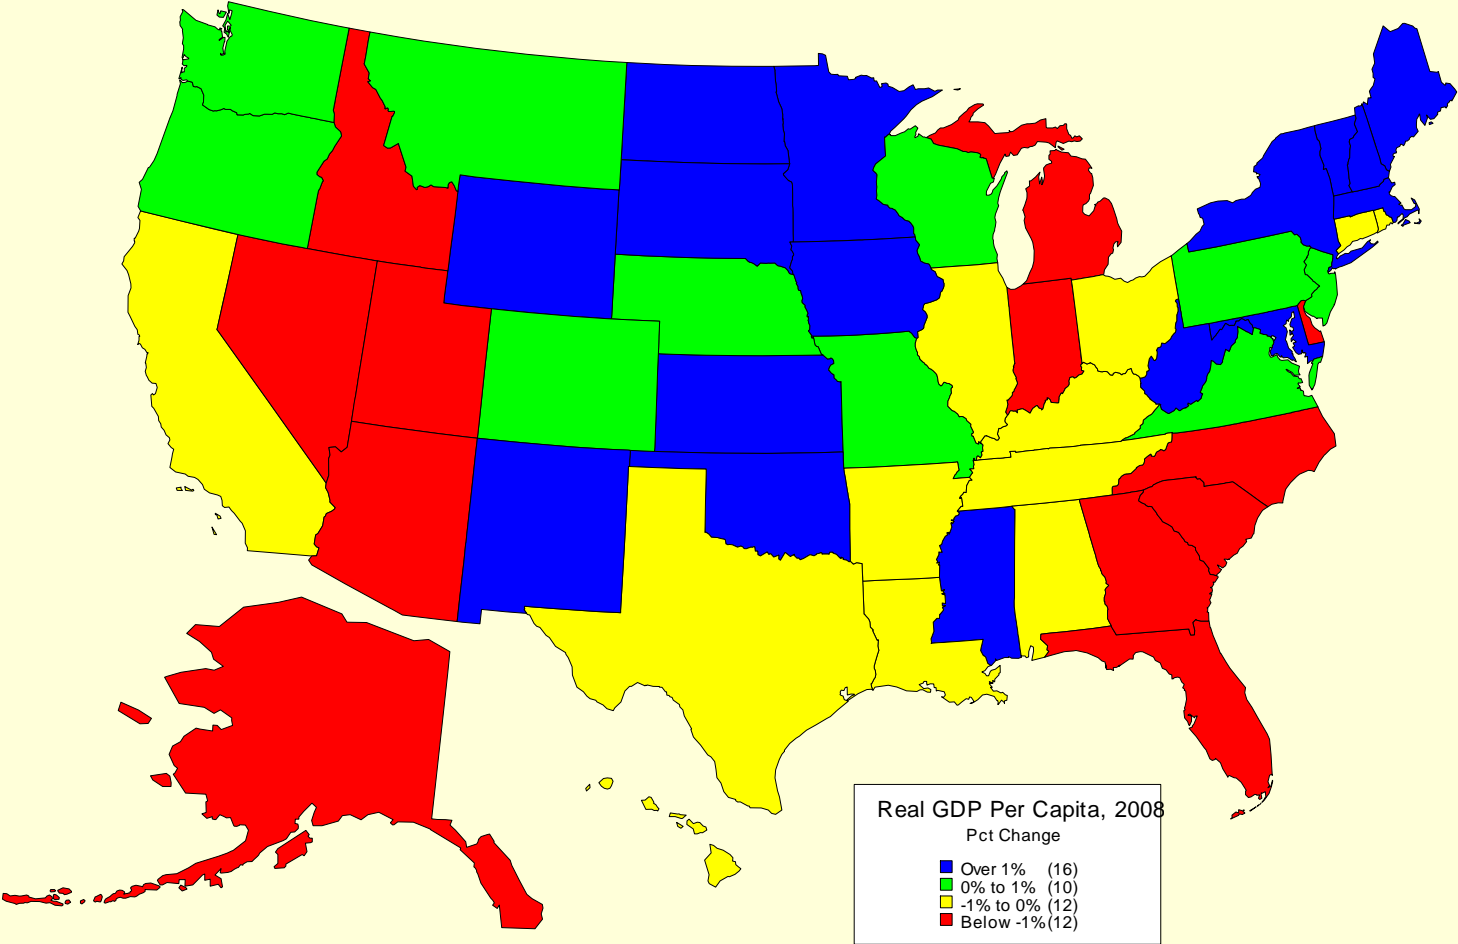 Real GDP Per Capita, 2008
Pct Change
Over 1% (16)
0% to 1% (10)
-1% to 0% (12)
Below -1% (12)